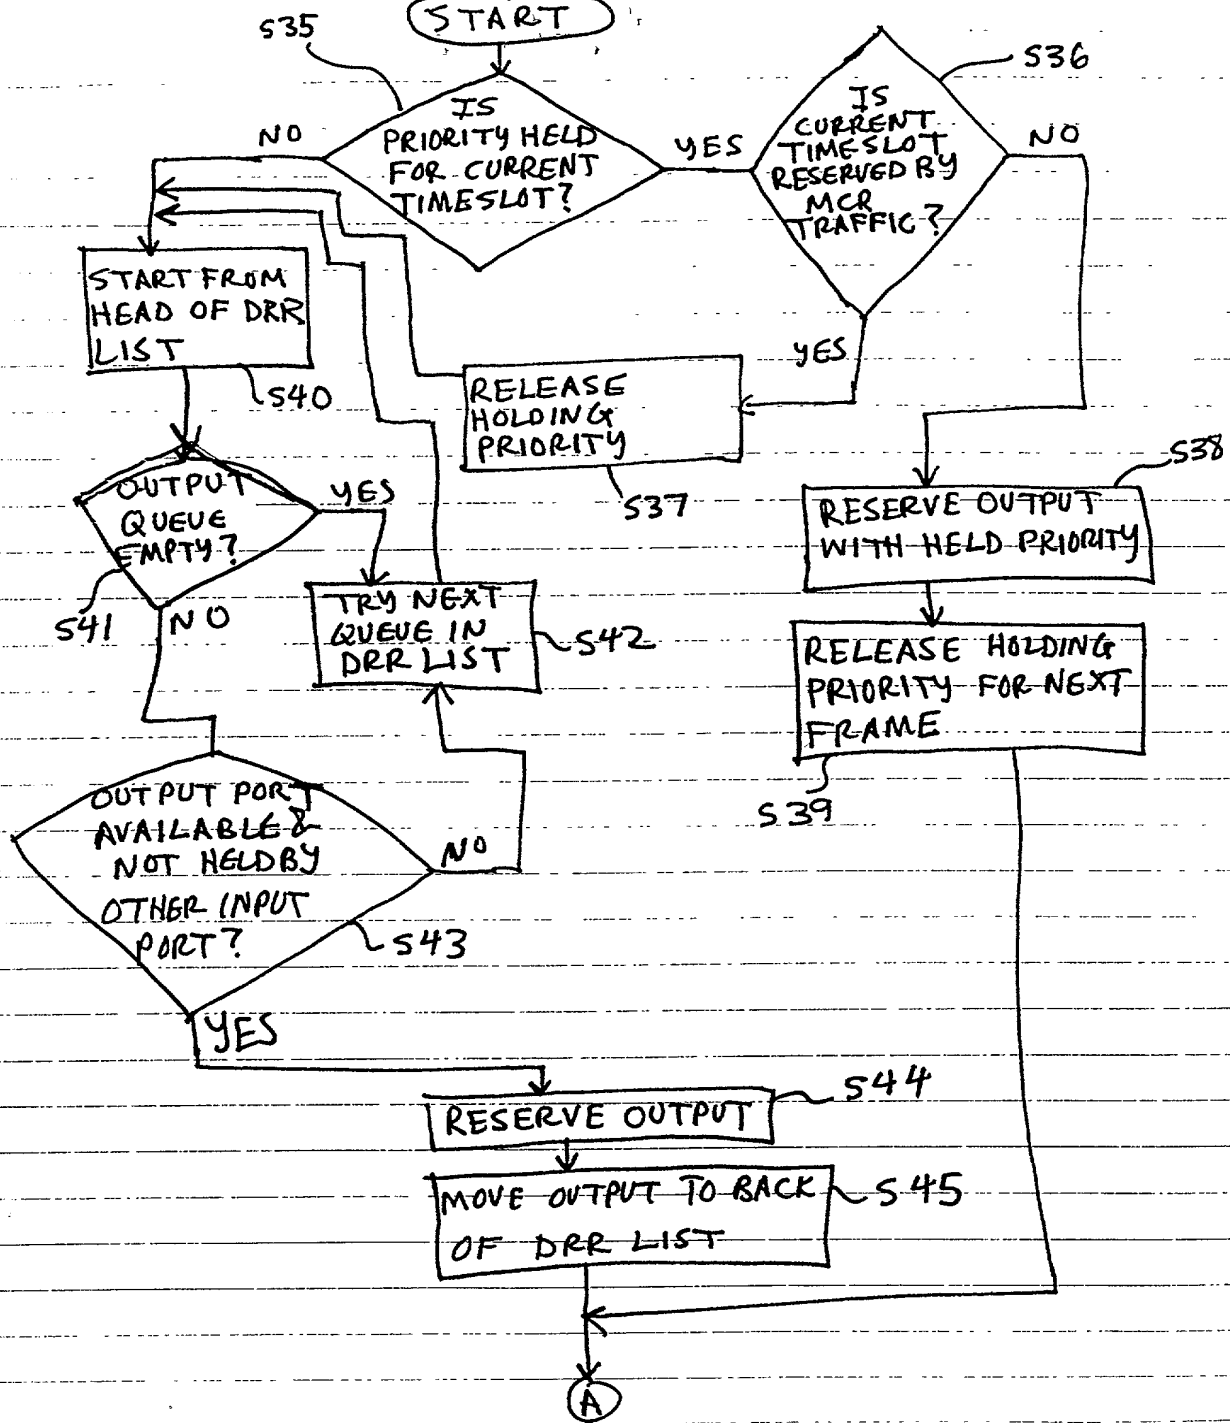 START
S35
IS
PRIORITY HELD
FOR CURRENT
TIMESLOT?
NO
YES
S36
IS
CURRENT
TIMESLOT
RESERVED BY
MCR
TRAFFIC?
NO
YES
START FROM
HEAD OF DRR
LIST
S40
RELEASE
HOLDING
PRIORITY
S37
RESERVE OUTPUT
WITH HELD PRIORITY
S38
OUTPUT
QUEUE
EMPTY?
YES
S41
NO
TRY NEXT
QUEUE IN
DRR LIST
S42
RELEASE HOLDING
PRIORITY FOR NEXT
FRAME
S39
OUTPUT PORT
AVAILABLE &
NOT HELD BY
OTHER INPUT
PORT?
NO
S43
YES
RESERVE OUTPUT
S44
MOVE OUTPUT TO BACK
OF DRR LIST
S45
A